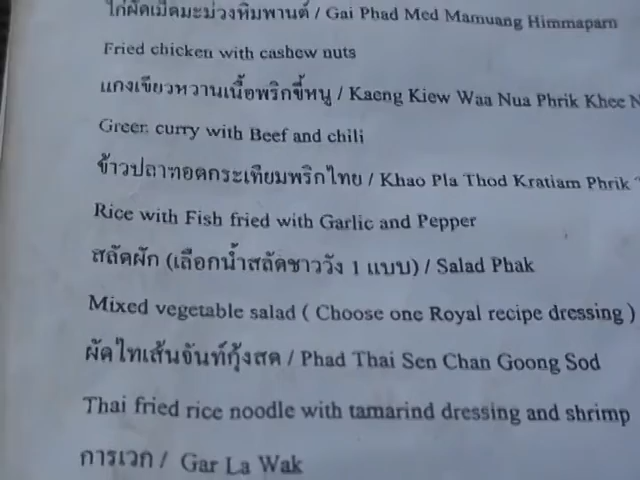 ไก่ผัดเม็ดมะม่วงหิมพานต์ / Gai Phad Med Mamuang Himmaparn
Fried chicken with cashew nuts
แกงเขียวหวานเนื้อพริกขี้หนู / Kaeng Kiew Waa Nua Phrik Khee
Green curry with Beef and chili
ข้าวปลาทอดกระเทียมพริกไทย / Khao Pla Thod Kratiam Phrik
Rice with Fish fried with Garlic and Pepper
สลัดผัก (เลือกน้ำสลัดชาววัง 1 แบบ) / Salad Phak
Mixed vegetable salad ( Choose one Royal recipe dressing )
ผัดไทเส้นจันท์กุ้งสด / Phad Thai Sen Chan Goong Sod
Thai fried rice noodle with tamarind dressing and shrimp
การเวก / Gar La Wak